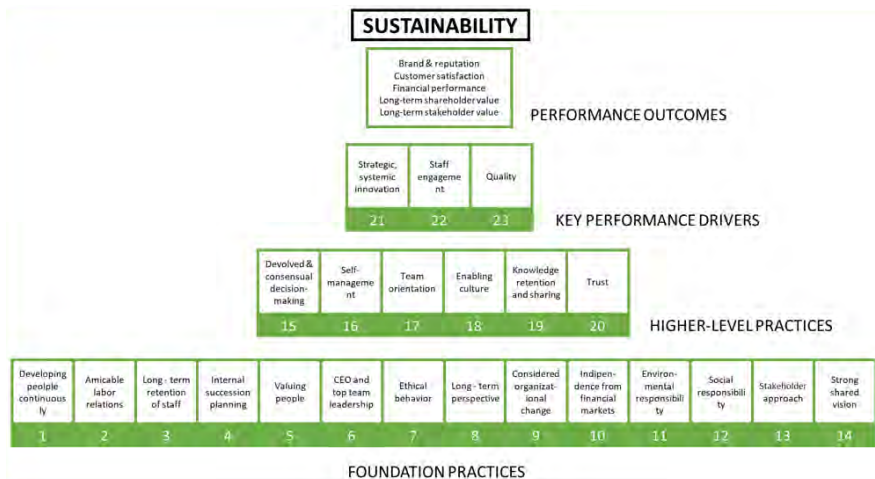 SUSTAINABILITY
Brand & reputation
Customer satisfaction
Financial performance
Long-term shareholder value
Long-term stakeholder value
PERFORMANCE OUTCOMES
Strategic,
systemic
innovation
Staff
engageme
nt
Quality
21
22
23
KEY PERFORMANCE DRIVERS
Devolved &
consensual
decision-
making
Self-
manageme
nt
Team
orientation
Enabling
culture
Knowledge
retention
and sharing
Trust
15
16
17
18
19
20
HIGHER-LEVEL PRACTICES
Developing
people
continuous
ly
Amicable
labor
relations
Long - term
retention
of staff
Internal
succession
planning
Valuing
people
CEO and
top team
leadership
Ethical
behavior
Long - term
perspective
Considered
organizat-
ional
change
Indipen-
dence from
financial
markets
Environ-
mental
responsibili
ty
Social
responsibili
ty
Stakeholder
approach
Strong
shared
vision
1
2
3
4
5
6
7
8
9
10
11
12
13
14
FOUNDATION PRACTICES